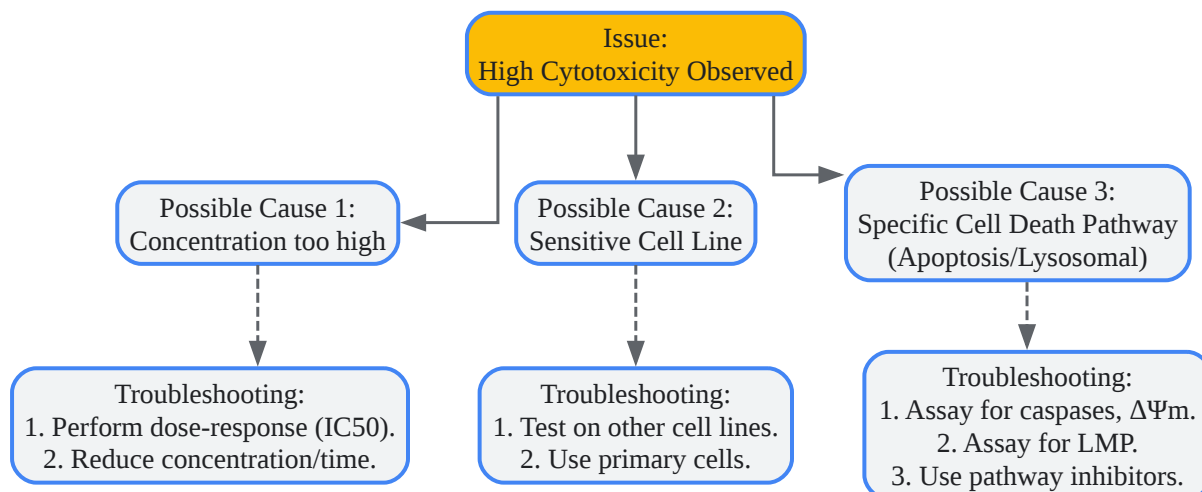 Issue:
High Cytotoxicity Observed
Possible Cause 1:
Concentration too high
Possible Cause 2:
Sensitive Cell Line
Possible Cause 3:
Specific Cell Death Pathway
(Apoptosis/Lysosomal)
Troubleshooting:
1. Perform dose-response (IC50).
2. Reduce concentration/time.
Troubleshooting:
1. Test on other cell lines.
2. Use primary cells.
Troubleshooting:
1. Assay for caspases, ΔΨm.
2. Assay for LMP.
3. Use pathway inhibitors.